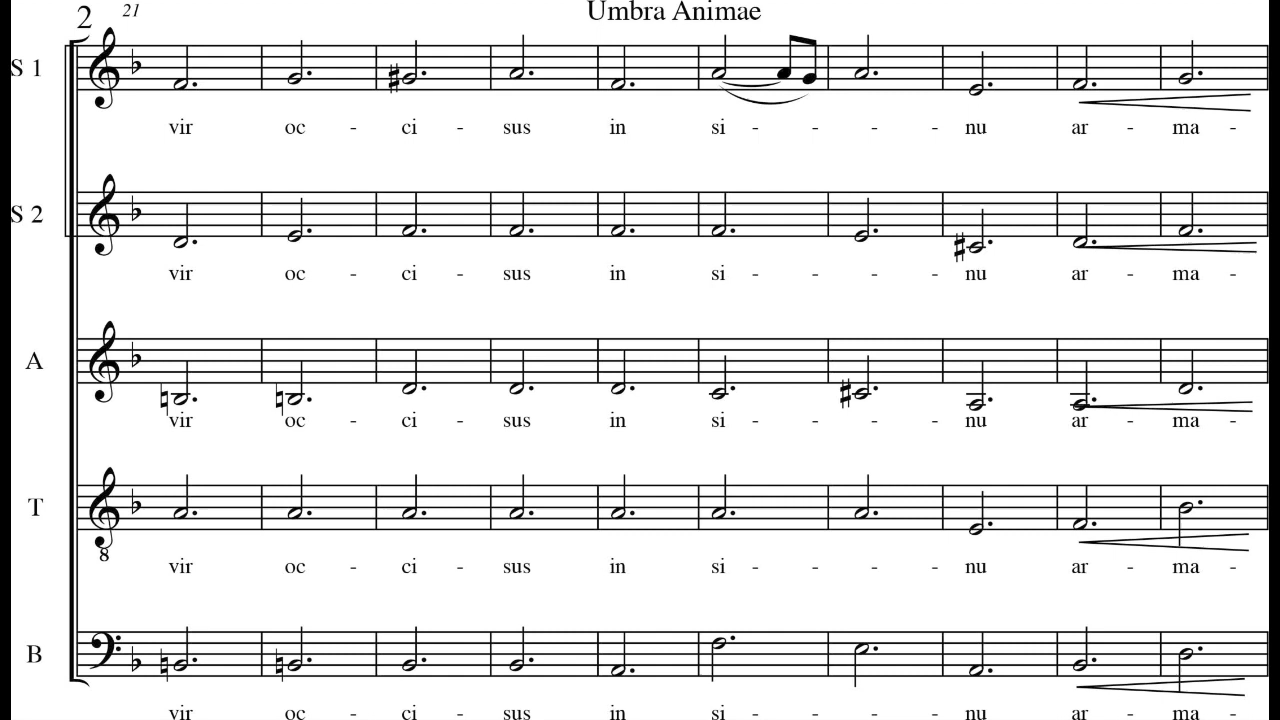 2 21 Umbra Animae
S 1
vir oc - ci - sus in si - - - nu ar - ma -
S 2
vir oc - ci - sus in si - - - nu ar - ma -
A
vir oc - ci - sus in si - - - nu ar - ma -
T
8
vir oc - ci - sus in si - - - nu ar - ma -
B
vir oc - ci - sus in si - - - nu ar - ma -